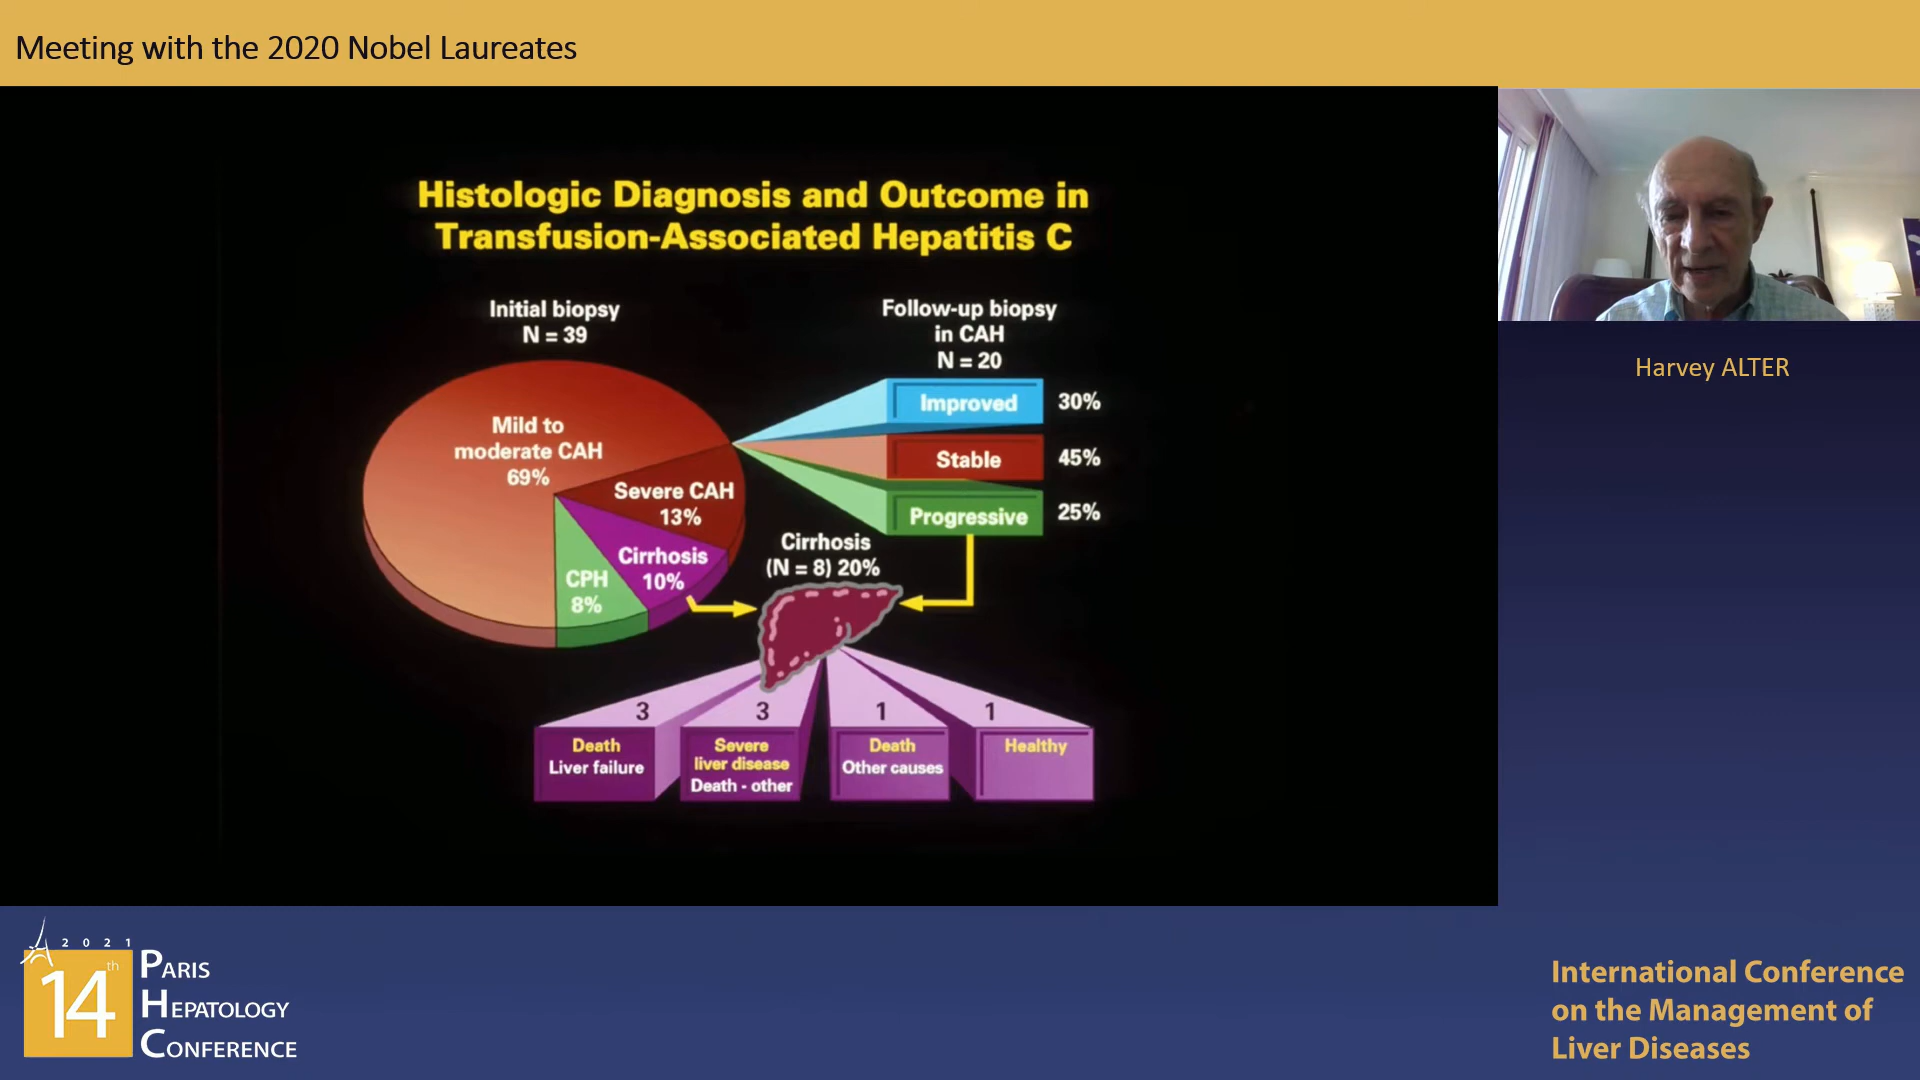 Meeting with the 2020 Nobel Laureates
Histologic Diagnosis and Outcome in
Transfusion-Associated Hepatitis C
Initial biopsy
N = 39
Follow-up biopsy
in CAH
N = 20
Mild to
moderate CAH
69%
Severe CAH
13%
Cirrhosis
10%
CPH
8%
Improved 30%
Stable 45%
Progressive 25%
Cirrhosis
(N = 8) 20%
3
Death
Liver failure
3
Severe
liver disease
Death - other
1
Death
Other causes
1
Healthy
Harvey ALTER
2021
14th
PARIS
HEPATOLOGY
CONFERENCE
International Conference
on the Management of
Liver Diseases